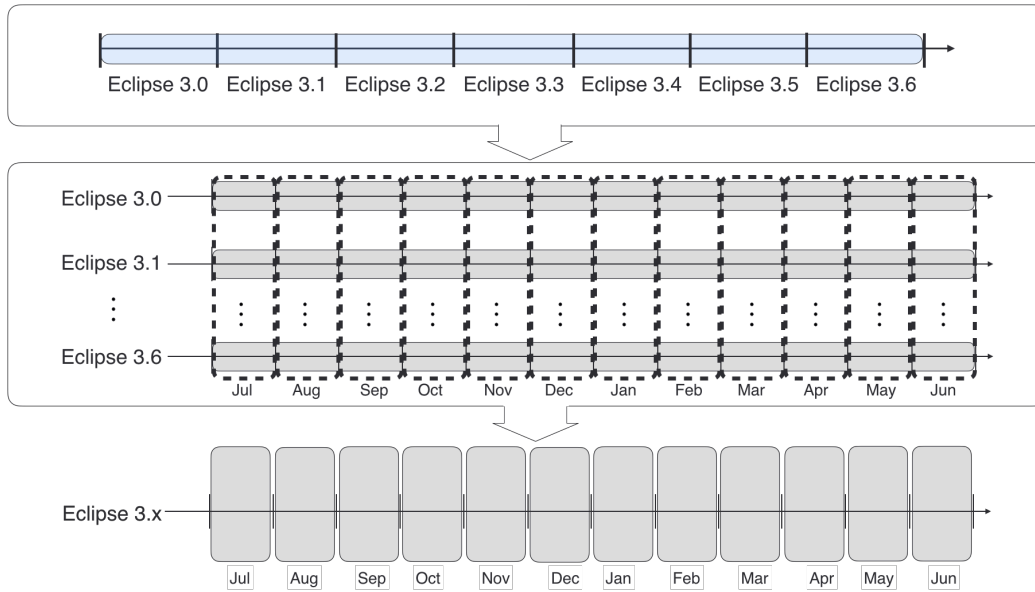 Eclipse 3.0 Eclipse 3.1 Eclipse 3.2 Eclipse 3.3 Eclipse 3.4 Eclipse 3.5 Eclipse 3.6
Eclipse 3.0
Eclipse 3.1
Eclipse 3.6
Jul Aug Sep Oct Nov Dec Jan Feb Mar Apr May Jun
Eclipse 3.x
Jul Aug Sep Oct Nov Dec Jan Feb Mar Apr May Jun